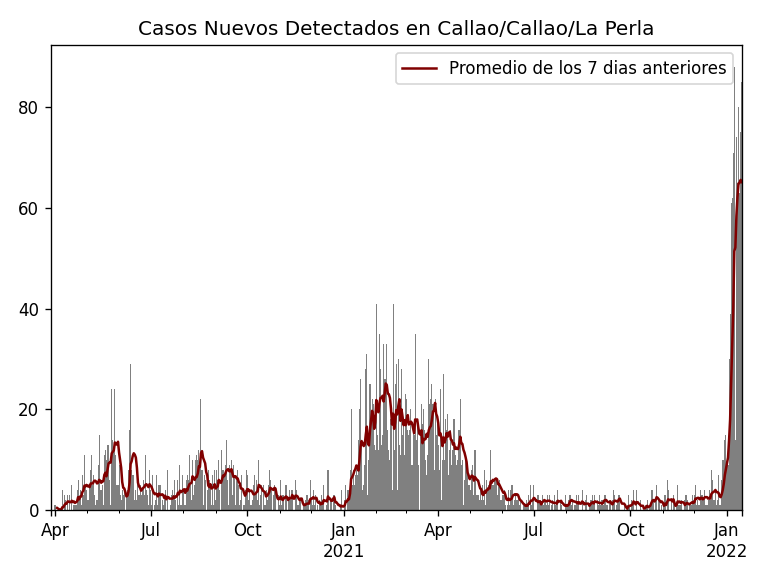 Casos Nuevos Detectados en Callao/Callao/La Perla
Promedio de los 7 dias anteriores
80
60
40
20
0
Apr Jul Oct Jan Apr Jul Oct Jan
2021 2022